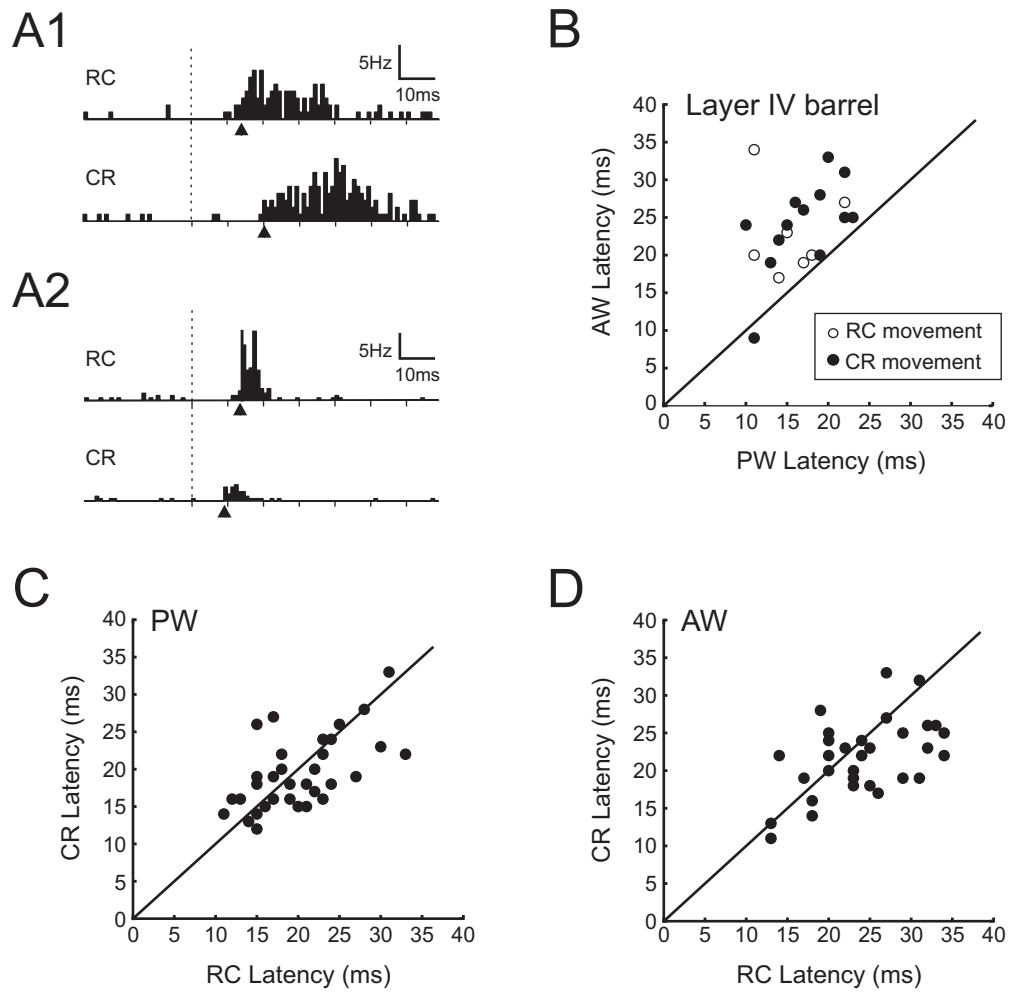 A1
RC
5Hz
10ms
CR
A2
RC
5Hz
10ms
CR
B
Layer IV barrel
AW Latency (ms)
40
35
30
25
20
15
10
5
0
0 5 10 15 20 25 30 35 40
PW Latency (ms)
RC movement
CR movement
C
PW
CR Latency (ms)
40
35
30
25
20
15
10
5
0
0 5 10 15 20 25 30 35 40
RC Latency (ms)
D
AW
CR Latency (ms)
40
35
30
25
20
15
10
5
0
0 5 10 15 20 25 30 35 40
RC Latency (ms)